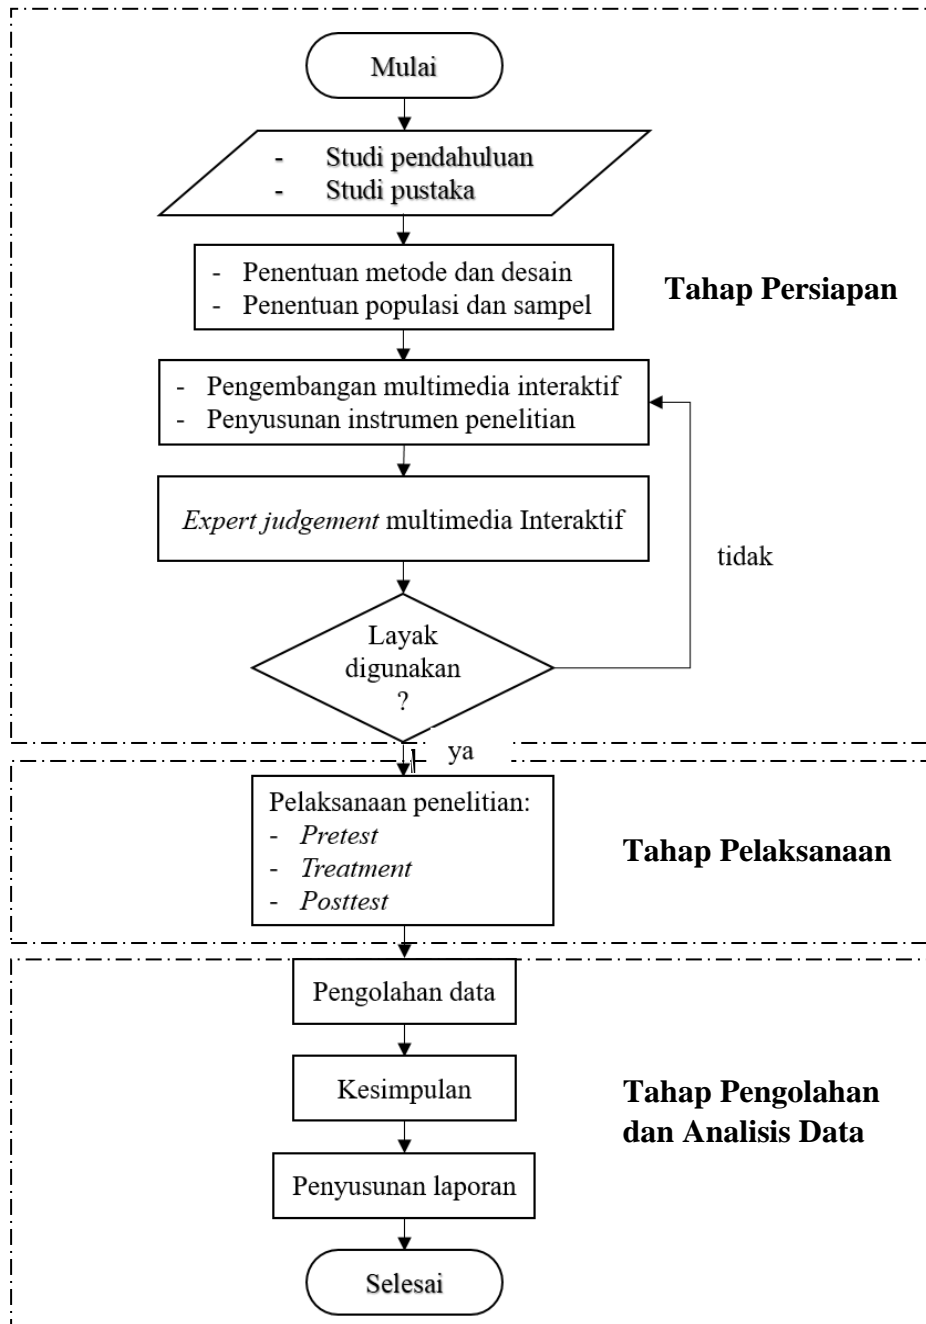 Mulai
- Studi pendahuluan
- Studi pustaka
- Penentuan metode dan desain
- Penentuan populasi dan sampel
Tahap Persiapan
- Pengembangan multimedia interaktif
- Penyusunan instrumen penelitian
Expert judgement multimedia Interaktif
tidak
Layak
digunakan
?
ya
Pelaksanaan penelitian:
- Pretest
- Treatment
- Posttest
Tahap Pelaksanaan
Pengolahan data
Kesimpulan
Tahap Pengolahan
dan Analisis Data
Penyusunan laporan
Selesai